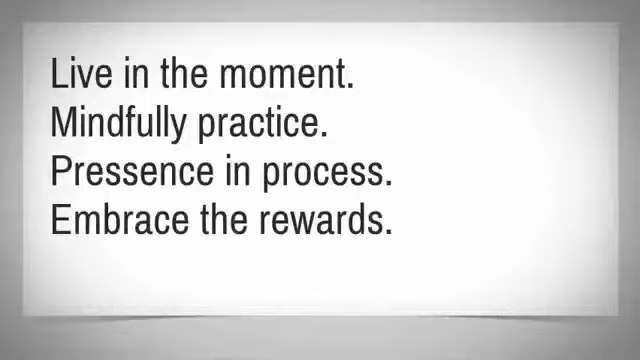 Live in the moment.
Mindfully practice.
Pressence in process.
Embrace the rewards.